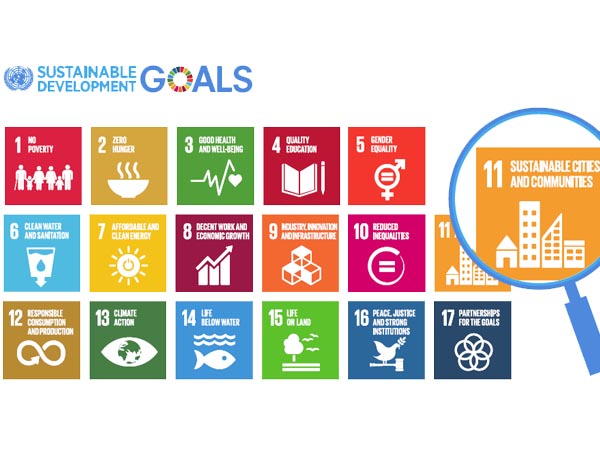 SUSTAINABLE
DEVELOPMENT
GOALS
1 NO
POVERTY
2 ZERO
HUNGER
3 GOOD HEALTH
AND WELL-BEING
4 QUALITY
EDUCATION
5 GENDER
EQUALITY
6 CLEAN WATER
AND SANITATION
7 AFFORDABLE AND
CLEAN ENERGY
8 DECENT WORK AND
ECONOMIC GROWTH
9 INDUSTRY, INNOVATION
AND INFRASTRUCTURE
10 REDUCED
INEQUALITIES
11
11 SUSTAINABLE CITIES
AND COMMUNITIES
12 RESPONSIBLE
CONSUMPTION
AND PRODUCTION
13 CLIMATE
ACTION
14 LIFE
BELOW WATER
15 LIFE
ON LAND
16 PEACE, JUSTICE
AND STRONG
INSTITUTIONS
17 PARTNERSHIPS
FOR THE GOALS